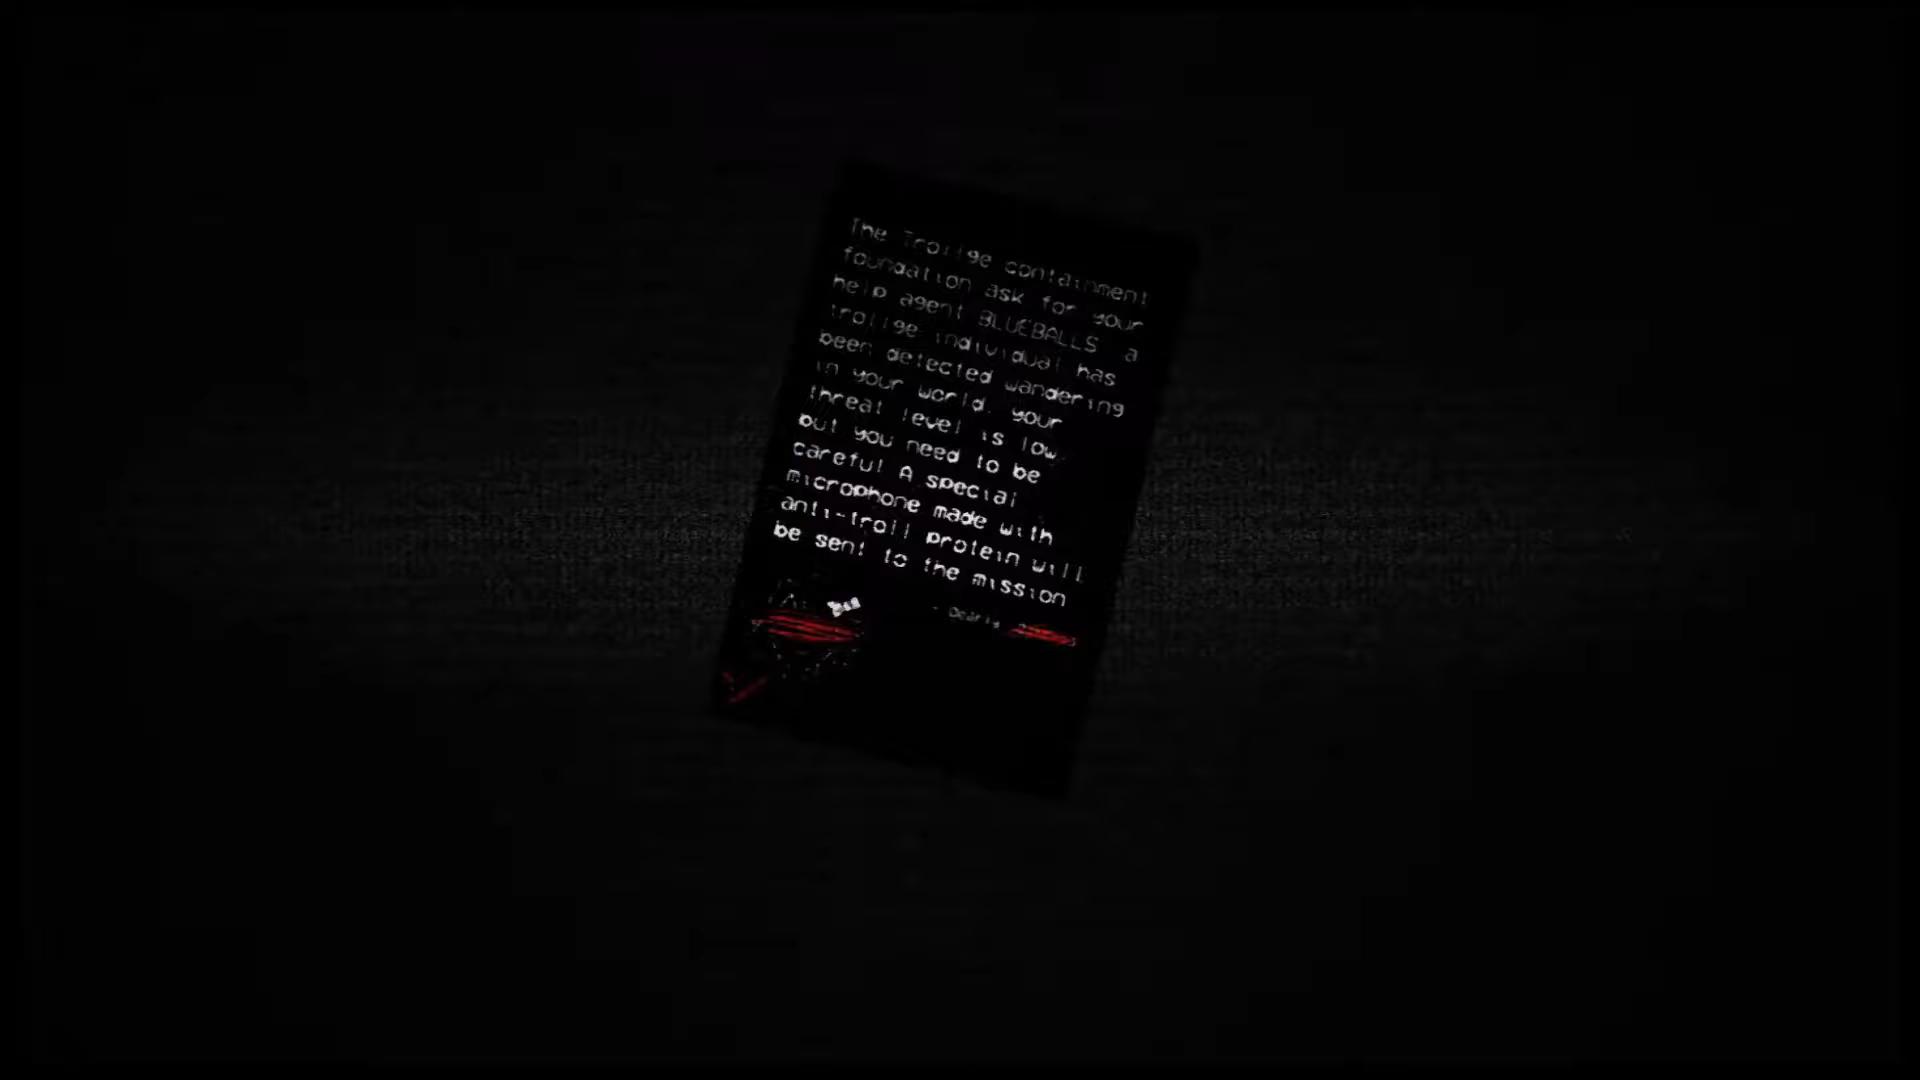 The Trollge containment
foundation ask for your
help agent BLUEBALLS a
trollge individual has
been detected wandering
in your world. your
threat level is low.
but you need to be
careful A special
microphone made with
anti-troll protein will
be sent to the mission
- Dearly